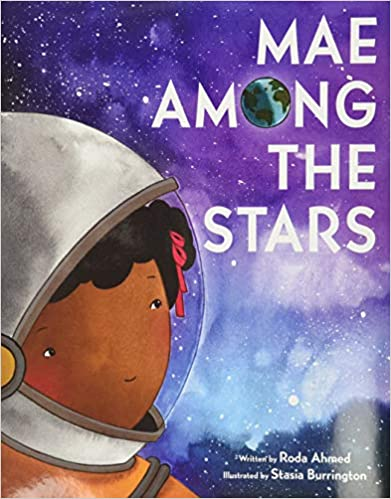 MAE
AMONG
THE
STARS
Written by Roda Ahmed
Illustrated by Stasia Burrington